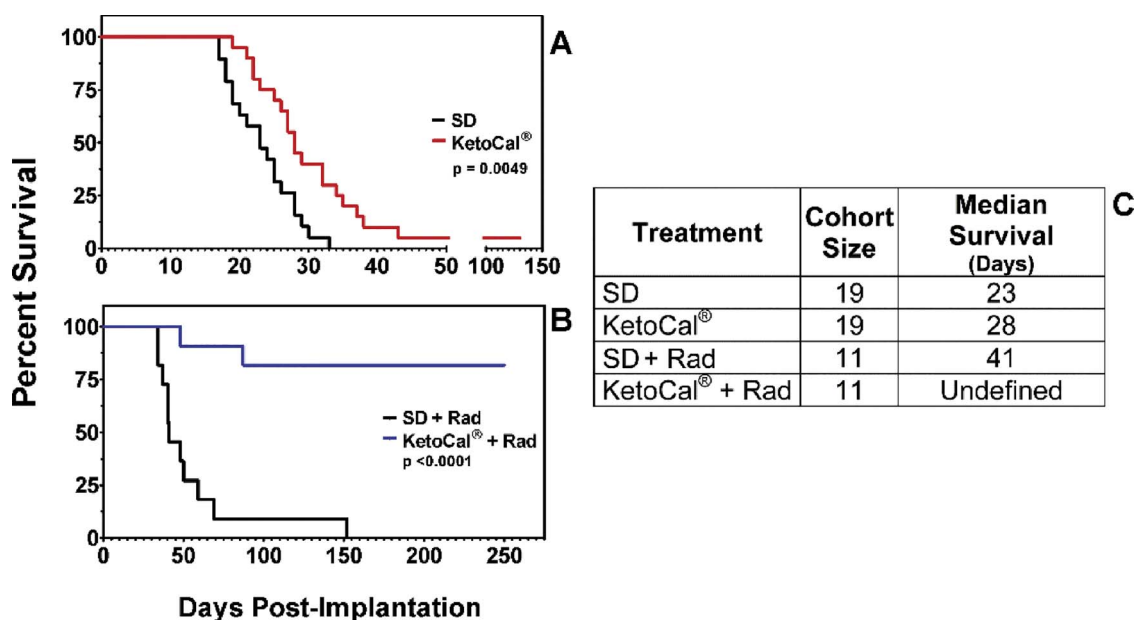 Percent Survival
A
100
75
50
25
0
SD
KetoCal®
p = 0.0049
0 10 20 30 40 50 100 150
B
100
75
50
25
0
SD + Rad
KetoCal® + Rad
p <0.0001
0 50 100 150 200 250
Days Post-Implantation
C
Treatment Cohort Size Median Survival (Days)
SD 19 23
KetoCal® 19 28
SD + Rad 11 41
KetoCal® + Rad 11 Undefined